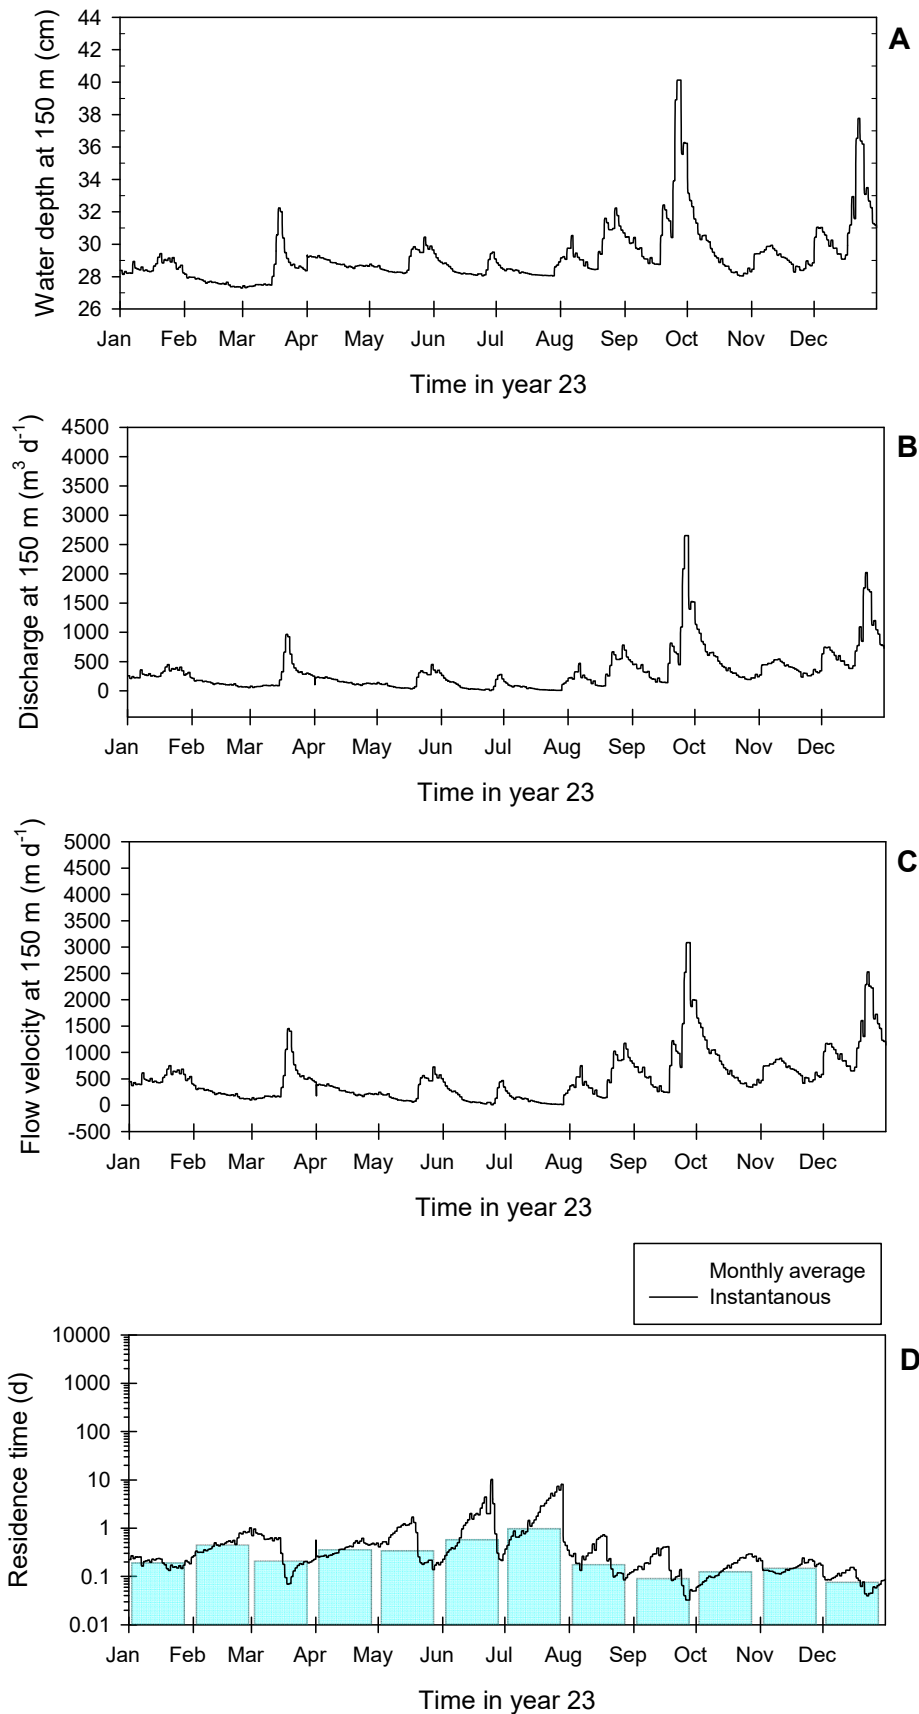 A
Water depth at 150 m (cm)
44
42
40
38
36
34
32
30
28
26
Jan Feb Mar Apr May Jun Jul Aug Sep Oct Nov Dec
Time in year 23
B
Discharge at 150 m (m³ d⁻¹)
4500
4000
3500
3000
2500
2000
1500
1000
500
0
Jan Feb Mar Apr May Jun Jul Aug Sep Oct Nov Dec
Time in year 23
C
Flow velocity at 150 m (m d⁻¹)
5000
4500
4000
3500
3000
2500
2000
1500
1000
500
0
-500
Jan Feb Mar Apr May Jun Jul Aug Sep Oct Nov Dec
Time in year 23
Monthly average
Instantanous
D
Residence time (d)
10000
1000
100
10
1
0.1
0.01
Jan Feb Mar Apr May Jun Jul Aug Sep Oct Nov Dec
Time in year 23